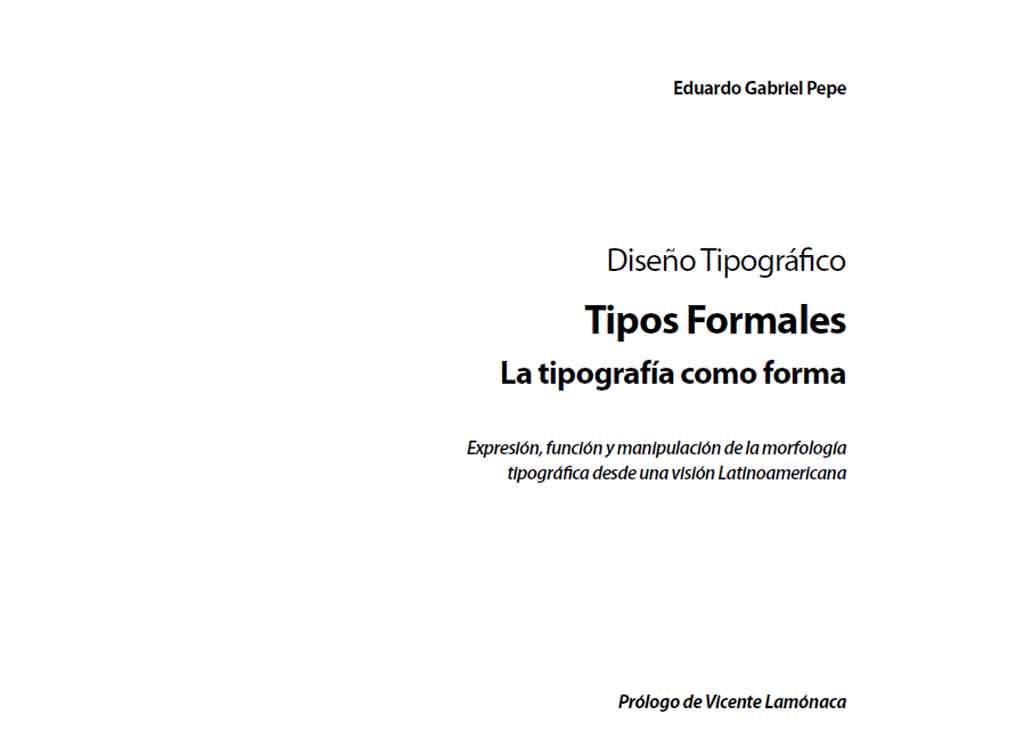 Eduardo Gabriel Pepe
Diseño Tipográfico
Tipos Formales
La tipografía como forma
Expresión, función y manipulación de la morfología
tipográfica desde una visión Latinoamericana
Prólogo de Vicente Lamónaca